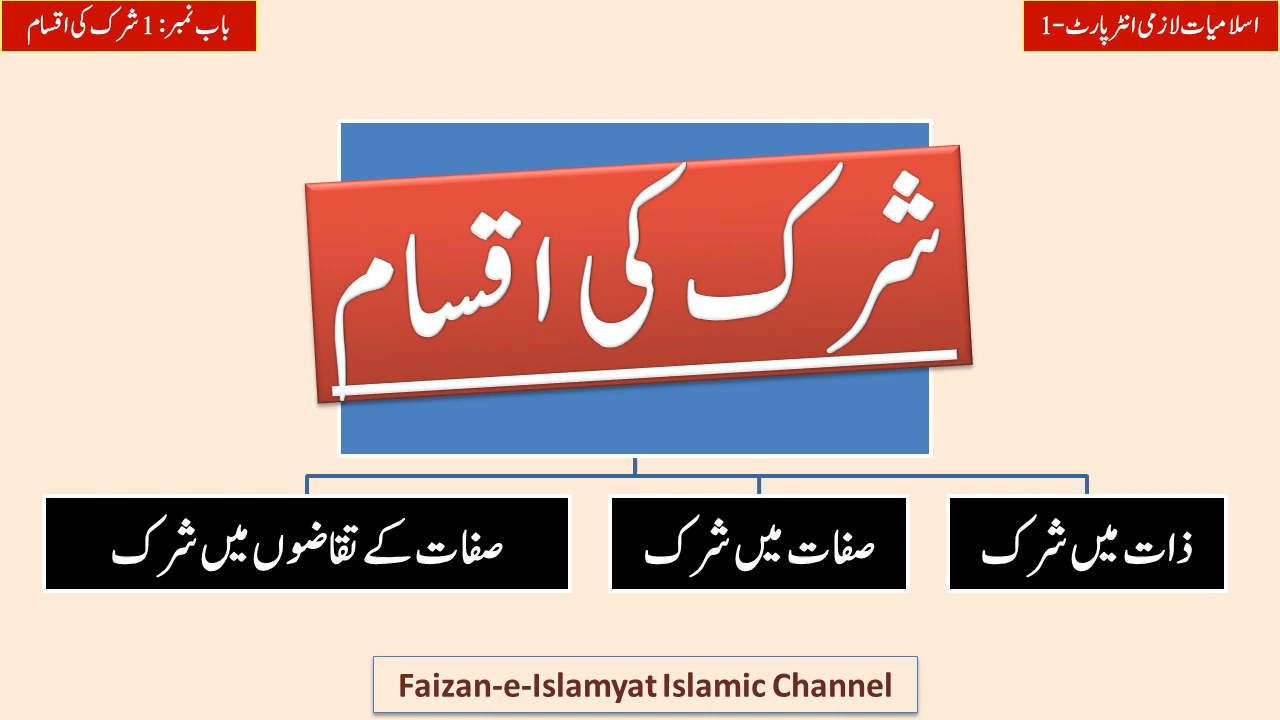 اسلامیات لازمی انٹر پارٹ-1
باب نمبر: 1 شرک کی اقسام
شرک کی اقسام
ذات میں شرک
صفات میں شرک
صفات کے تقاضوں میں شرک
Faizan-e-Islamyat Islamic Channel